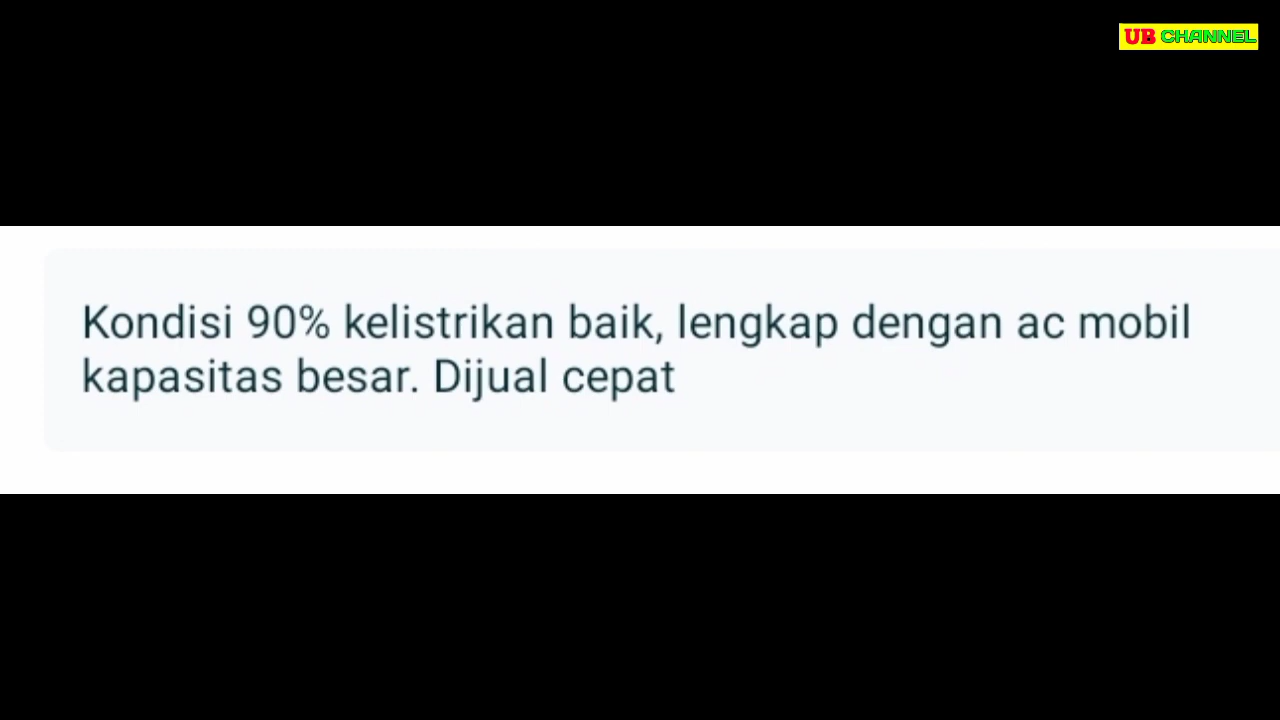 UB CHANNEL
Kondisi 90% kelistrikan baik, lengkap dengan ac mobil
kapasitas besar. Dijual cepat